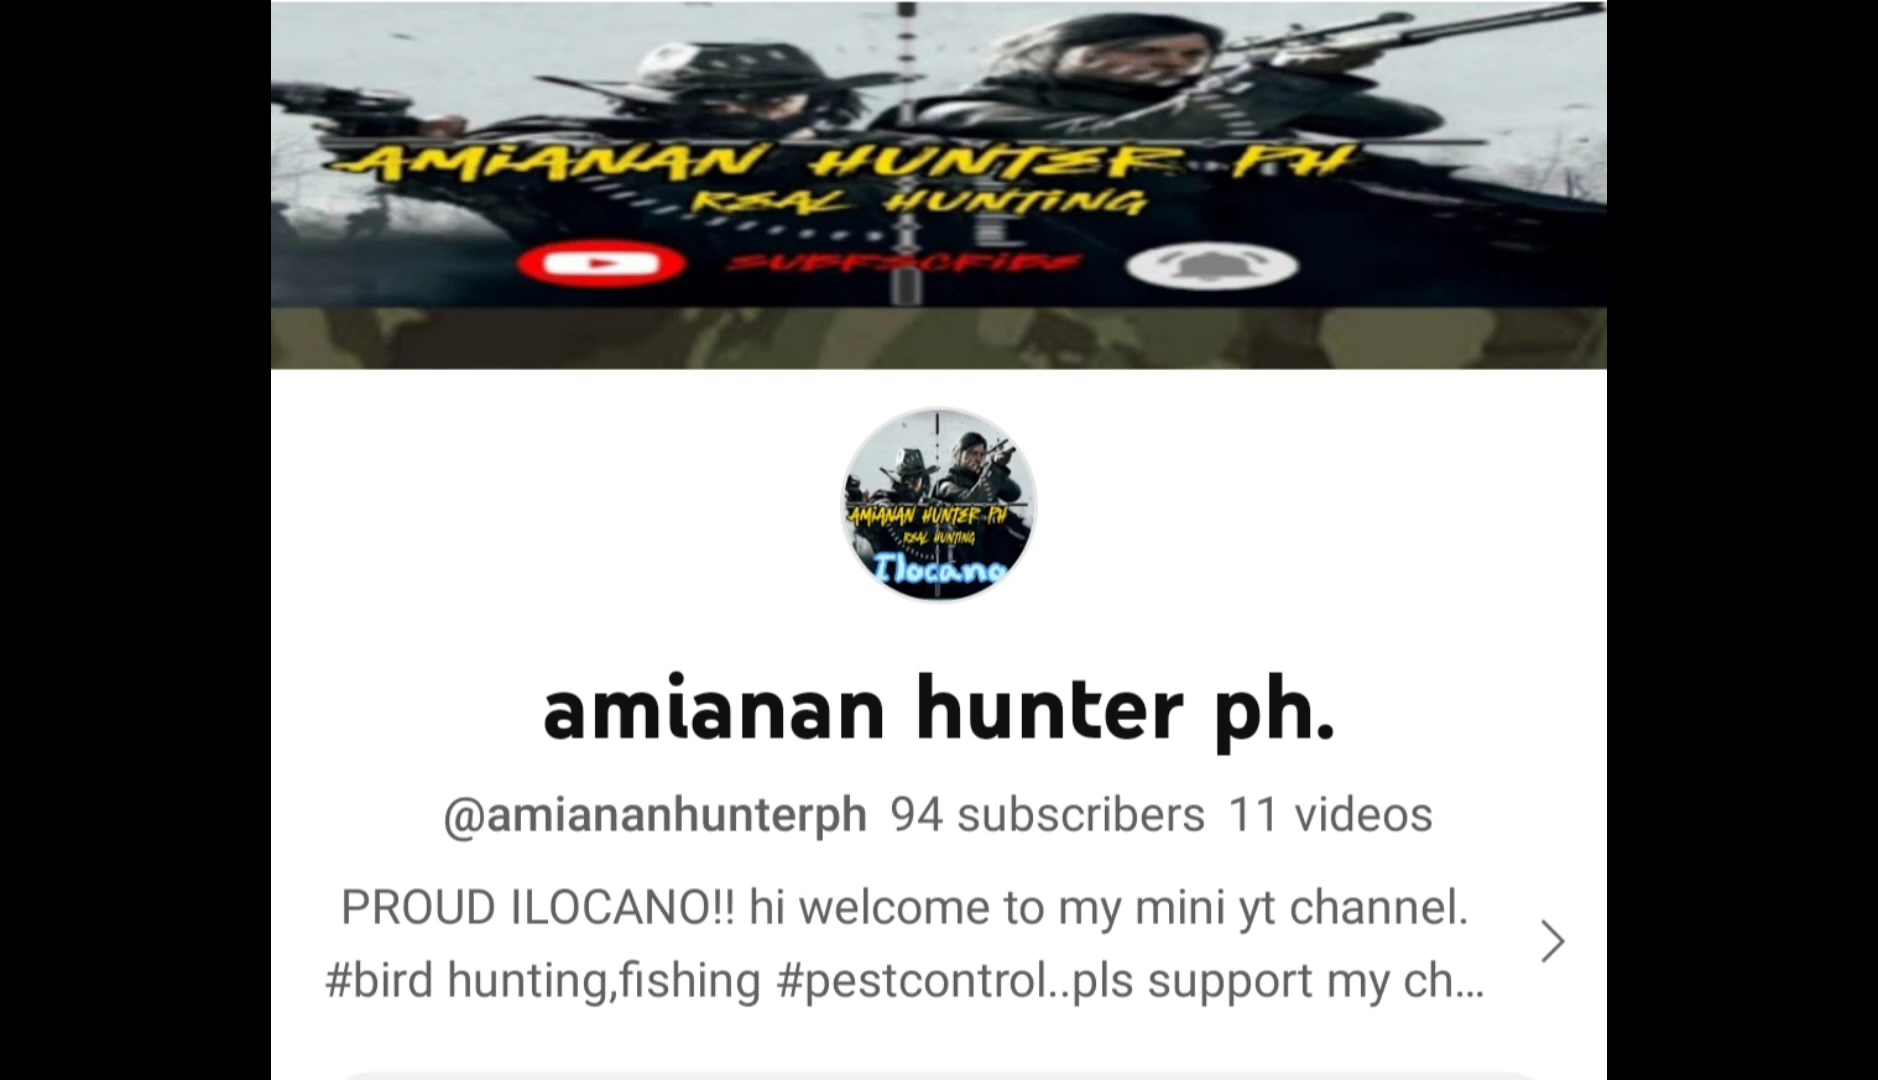 AMiANAN HUNTER PH
REAL HUNTiNG
SUBFSCFiBE
AMiANAN HUNTER PH
REAL HUNTING
Ilocano
amianan hunter ph.
@amiananhunterph 94 subscribers 11 videos
PROUD ILOCANO!! hi welcome to my mini yt channel.
#bird hunting,fishing #pestcontrol..pls support my ch...